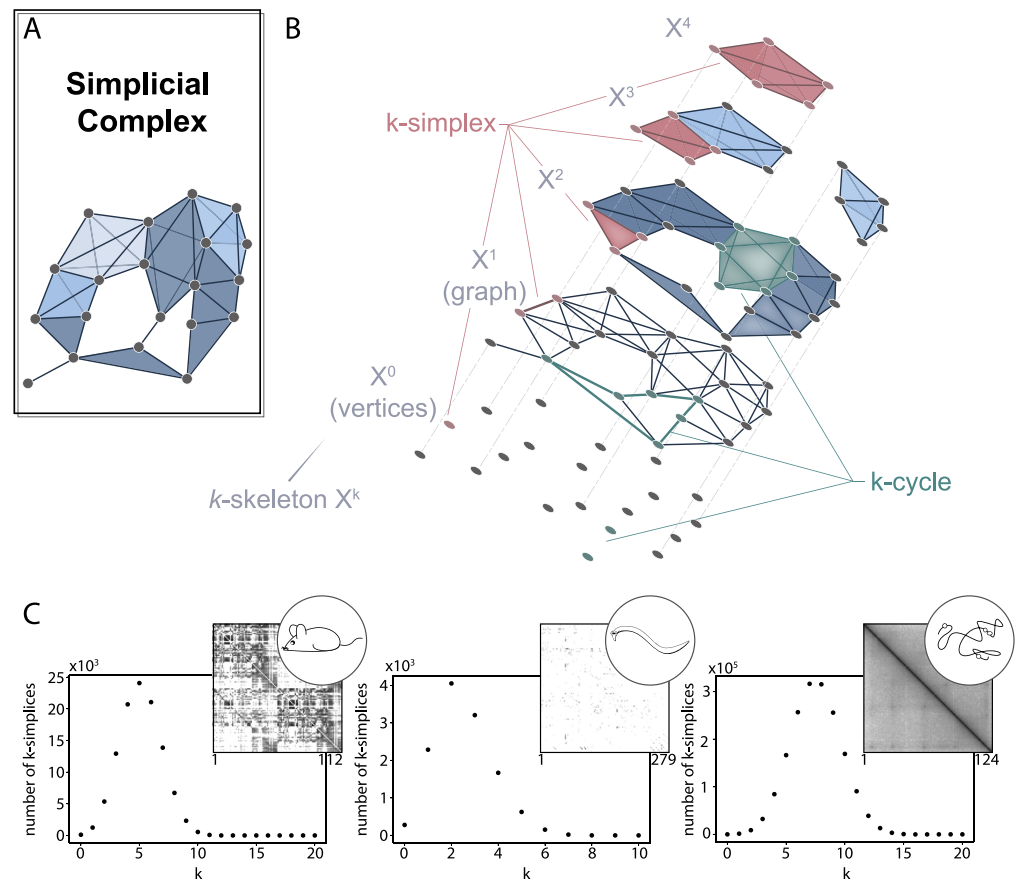 A
Simplicial
Complex
B
X⁴
X³
k-simplex
X²
X¹
(graph)
X⁰
(vertices)
k-skeleton Xᵏ
k-cycle
C
×10³
number of k-simplices
25
20
15
10
5
0
0 5 10 15 20
k
1 112
×10³
number of k-simplices
4
3
2
1
0
0 2 4 6 8 10
k
1 279
×10⁵
number of k-simplices
3
2
1
0
0 5 10 15 20
k
1 124